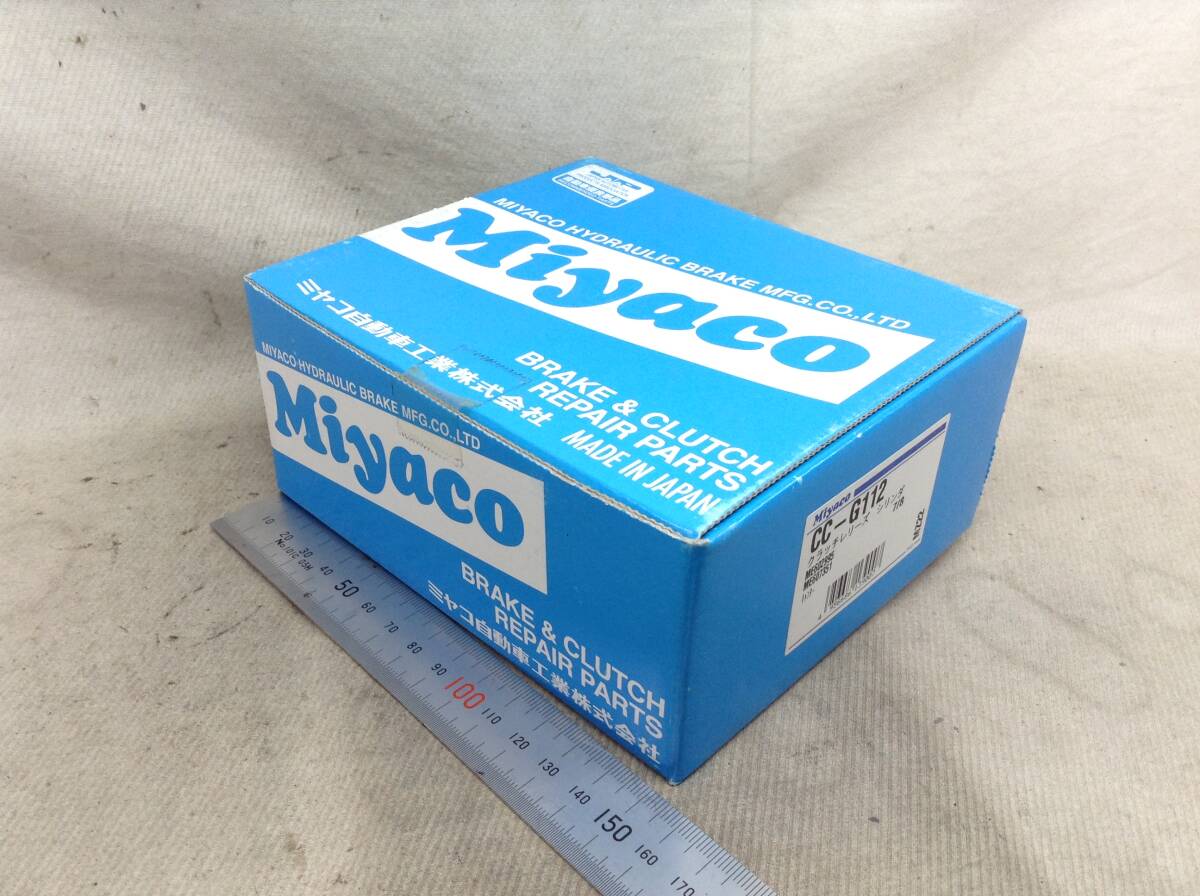 MIYACO HYDRAULIC BRAKE MFG.CO.,LTD
Miyaco
BRAKE & CLUTCH
REPAIR PARTS
ミヤコ自動車工業株式会社 MADE IN JAPAN
MIYACO HYDRAULIC BRAKE MFG.CO.,LTD
Miyaco
BRAKE & CLUTCH
REPAIR PARTS
ミヤコ自動車工業株式会社
Miyaco
CC-G112
クラッチレリーズ シリンダ
7/8
ME607351
10 20 30 40 50 60 70 80 90 100 110 120 130 140 150 160 170